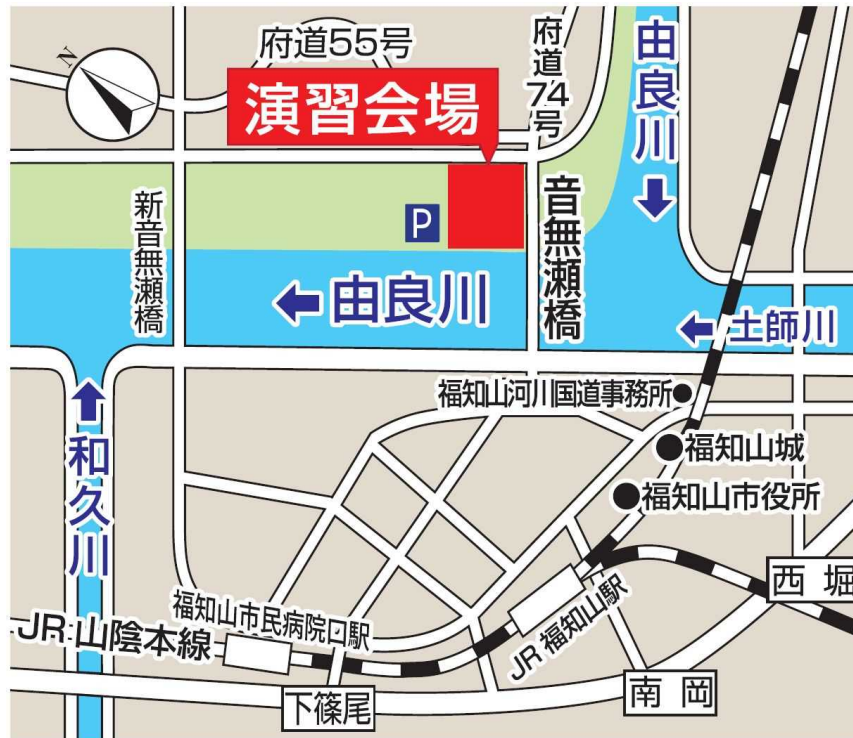 N
府道55号
府道74号
由良川
演習会場
新音無瀬橋
P
音無瀬橋
由良川
土師川
福知山河川国道事務所
福知山城
和久川
福知山市役所
西堀
福知山市民病院口駅
JR 福知山駅
JR 山陰本線
南岡
下篠尾